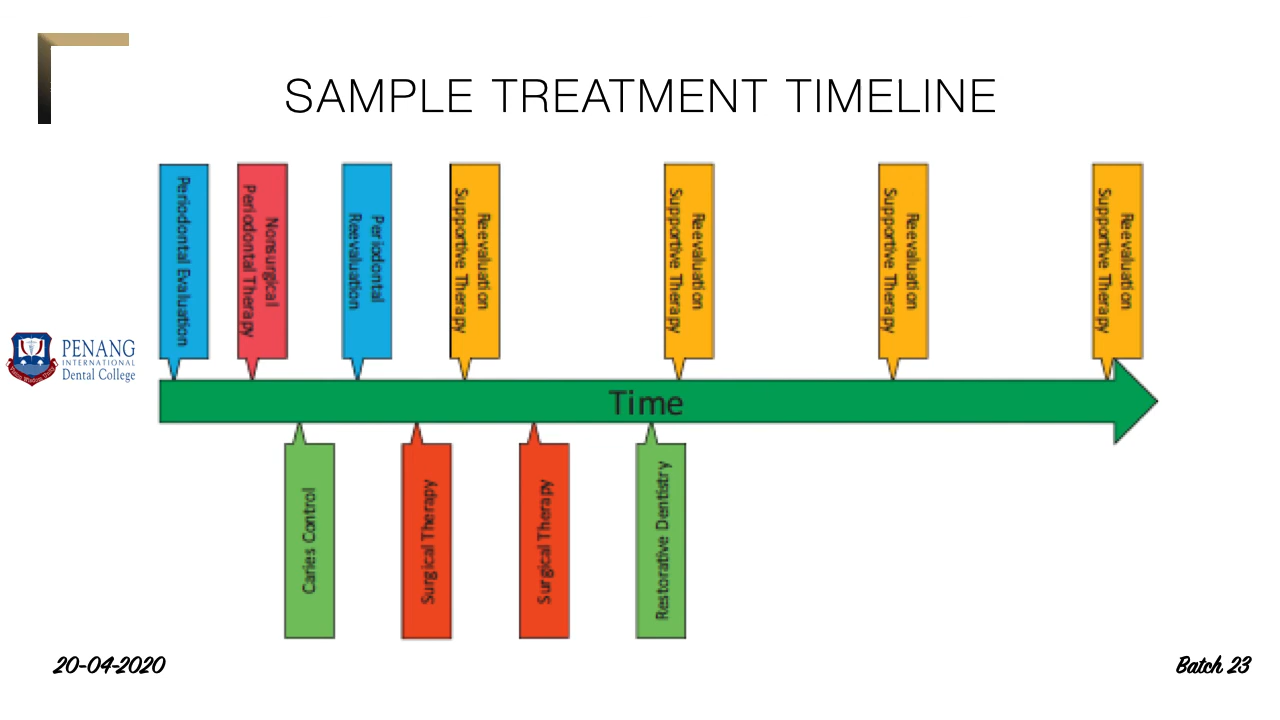 SAMPLE TREATMENT TIMELINE
Periodontal Evaluation
Nonsurgical
Periodontal Therapy
Periodontal
Reevaluation
Reevaluation
Supportive Therapy
Reevaluation
Supportive Therapy
Reevaluation
Supportive Therapy
Reevaluation
Supportive Therapy
PENANG
INTERNATIONAL
Dental College
Time
Caries Control
Surgical Therapy
Surgical Therapy
Restorative Dentistry
20-04-2020
Batch 23